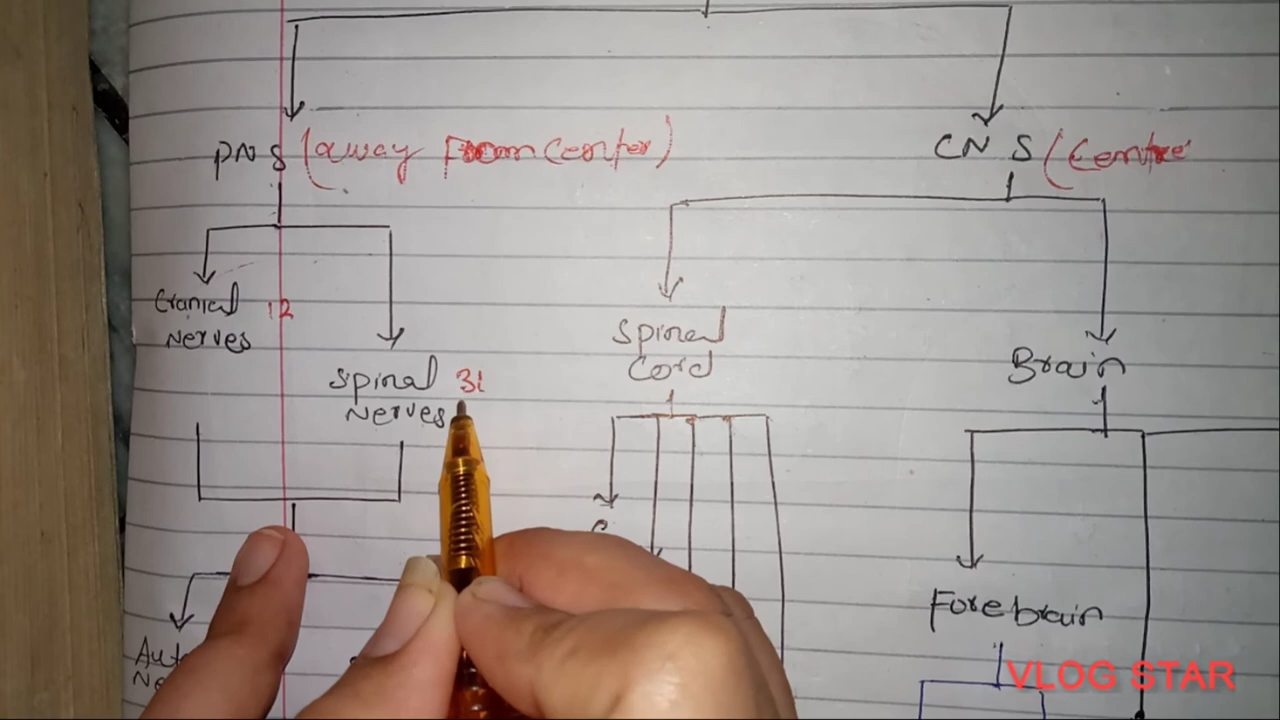 PNS (away from Center)
CNS (Centre
Cranial 12
Nerves
Spinal 31
Nerves
Spinal
Cord
Brain
Forebrain
VLOG STAR